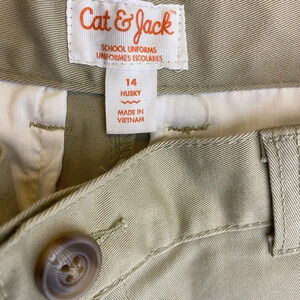 Cat & Jack
SCHOOL UNIFORMS
UNIFORMES ESCOLARES
14
HUSKY
MADE IN
VIETNAM